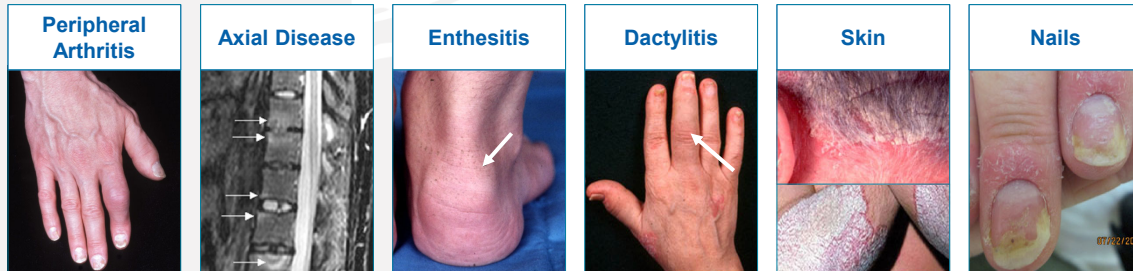 Peripheral
Arthritis
Axial Disease
Enthesitis
Dactylitis
Skin
Nails